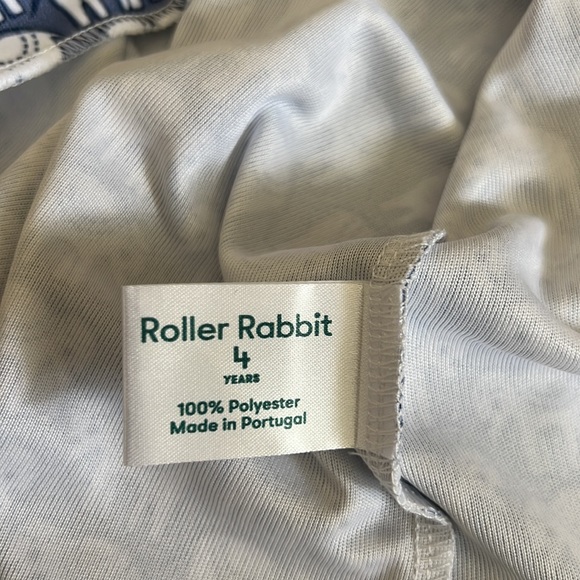 Roller Rabbit
4
YEARS
100% Polyester
Made in Portugal